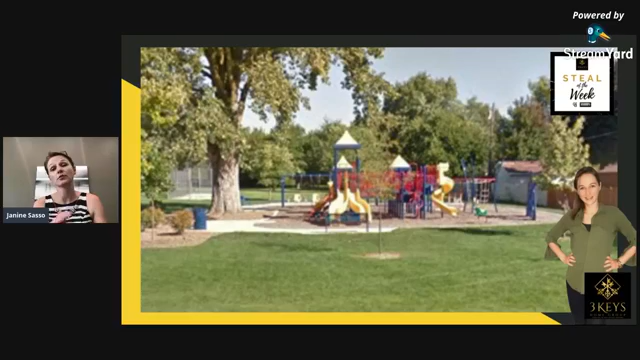 Powered by
StreamYard
STEAL
of the
Week
Janine Sasso
3KEYS